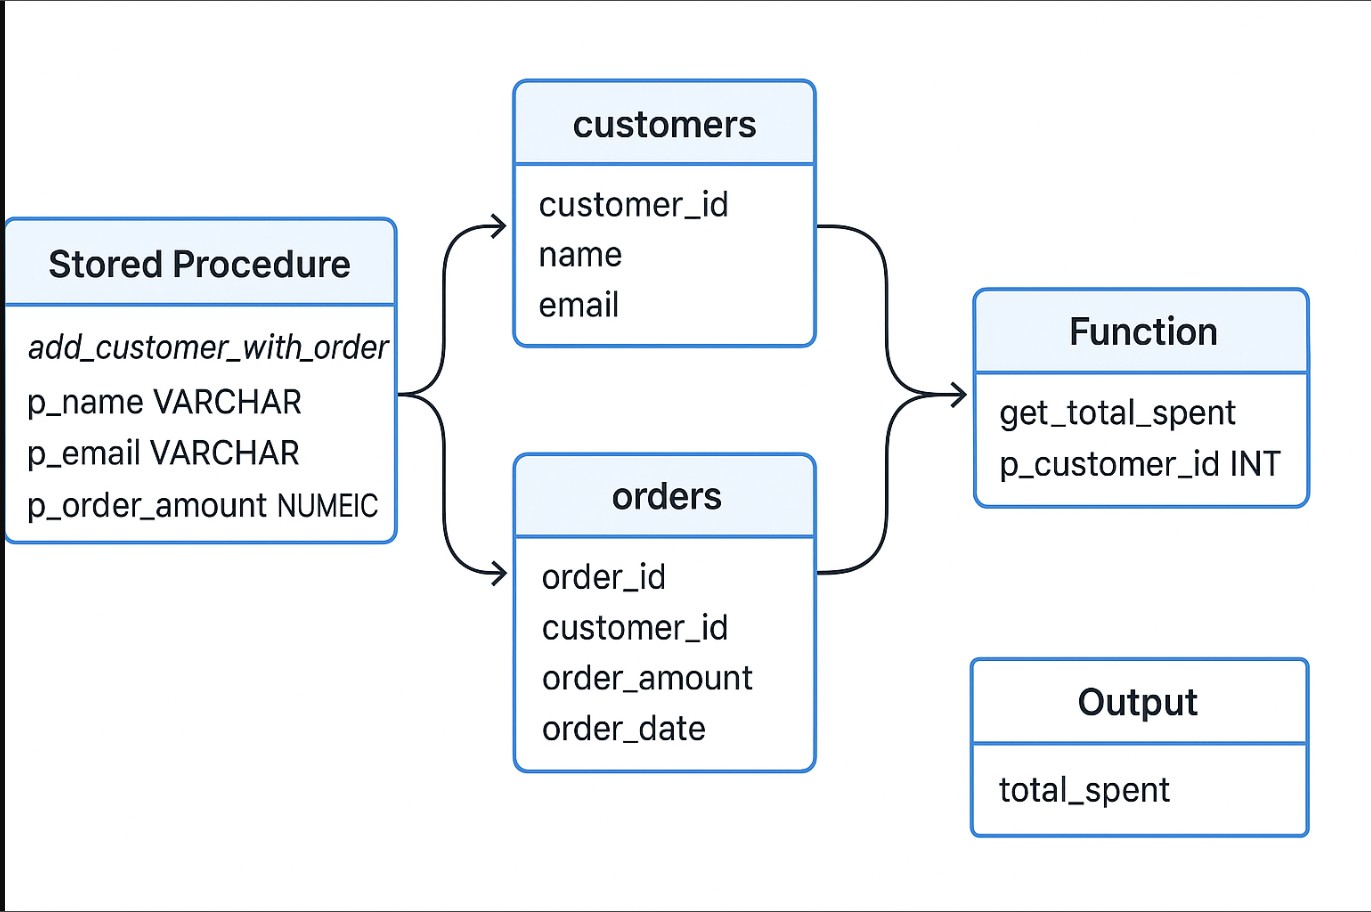 Stored Procedure
add_customer_with_order
p_name VARCHAR
p_email VARCHAR
p_order_amount NUMEIC
customers
customer_id
name
email
orders
order_id
customer_id
order_amount
order_date
Function
get_total_spent
p_customer_id INT
Output
total_spent